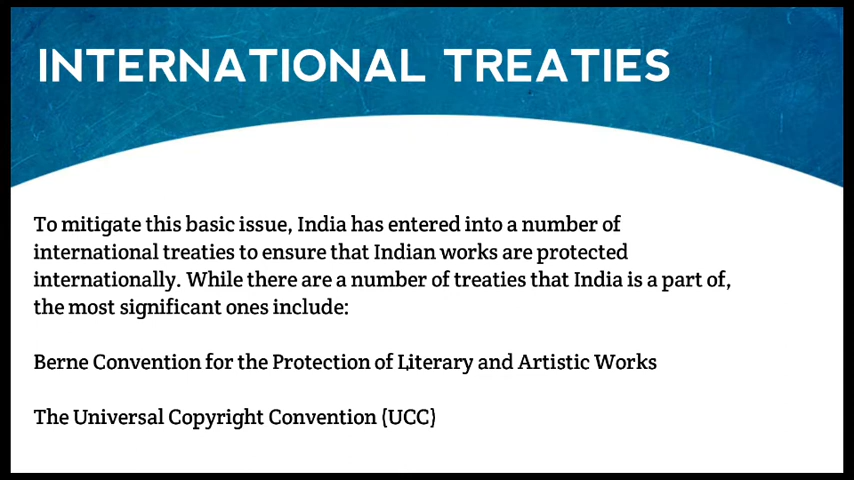 INTERNATIONAL TREATIES
To mitigate this basic issue, India has entered into a number of
international treaties to ensure that Indian works are protected
internationally. While there are a number of treaties that India is a part of,
the most significant ones include:
Berne Convention for the Protection of Literary and Artistic Works
The Universal Copyright Convention (UCC)